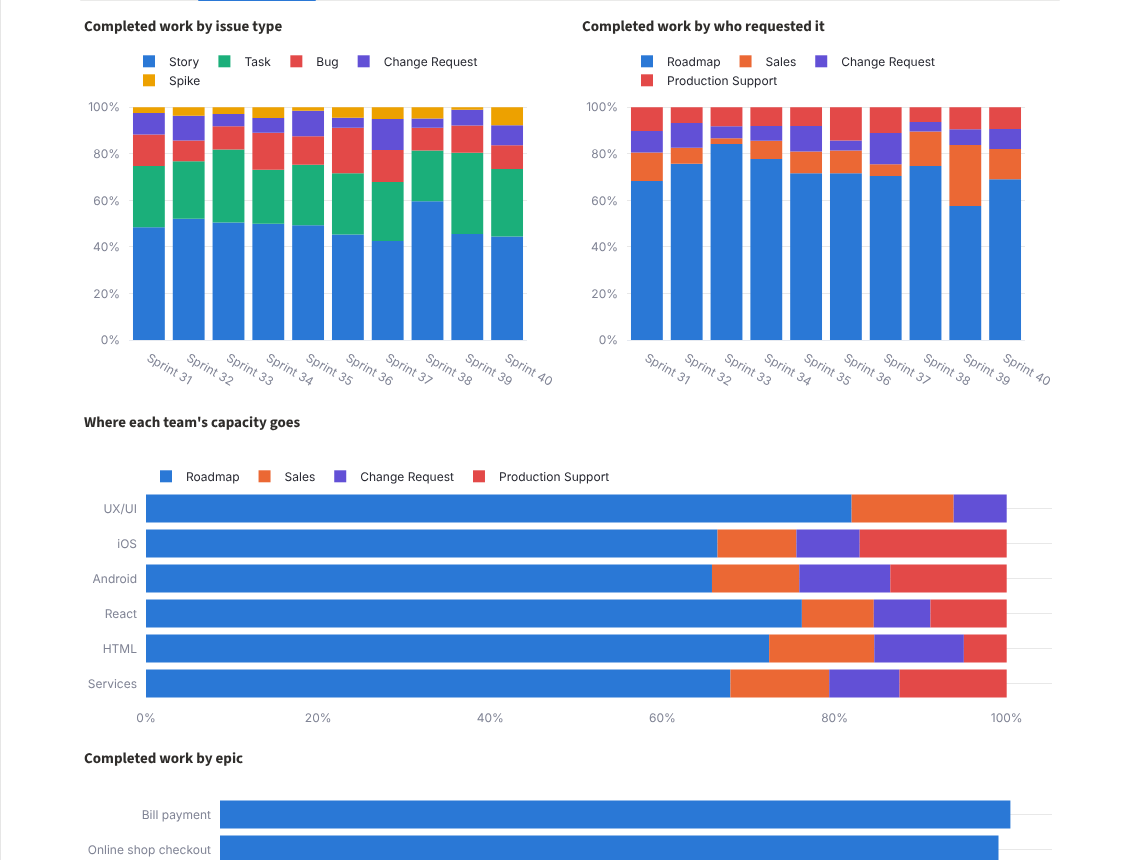 Completed work by issue type
Story Task Bug Change Request
Spike
100%
80%
60%
40%
20%
0%
Sprint 31 Sprint 32 Sprint 33 Sprint 34 Sprint 35 Sprint 36 Sprint 37 Sprint 38 Sprint 39 Sprint 40
Completed work by who requested it
Roadmap Sales Change Request
Production Support
100%
80%
60%
40%
20%
0%
Sprint 31 Sprint 32 Sprint 33 Sprint 34 Sprint 35 Sprint 36 Sprint 37 Sprint 38 Sprint 39 Sprint 40
Where each team's capacity goes
Roadmap Sales Change Request Production Support
UX/UI
iOS
Android
React
HTML
Services
0% 20% 40% 60% 80% 100%
Completed work by epic
Bill payment
Online shop checkout